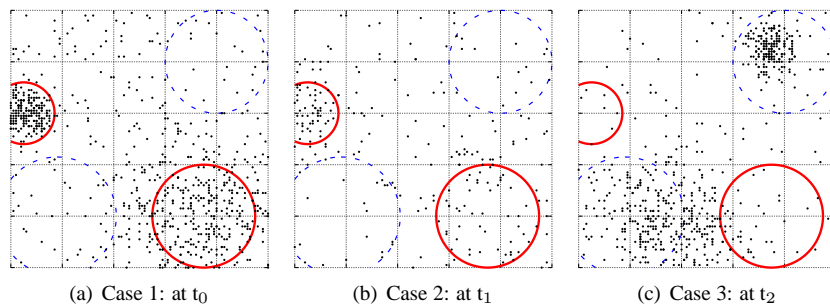 (a) Case 1: at t0
(b) Case 2: at t1
(c) Case 3: at t2